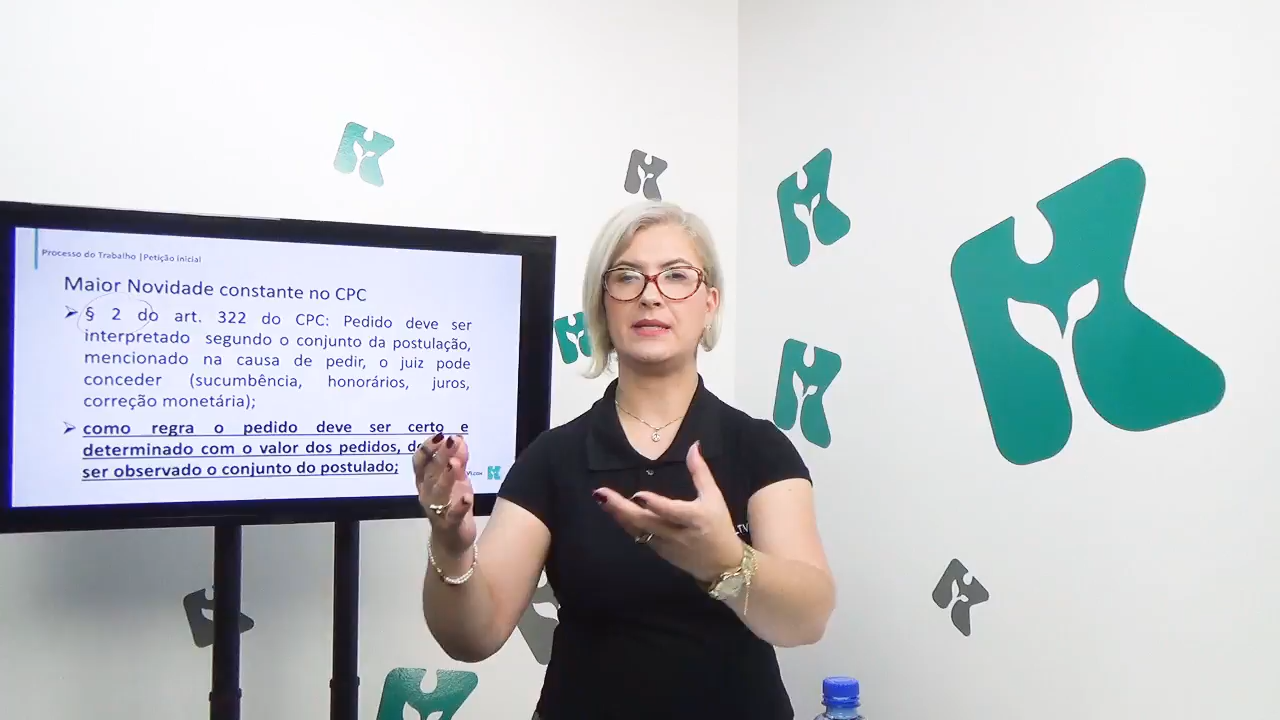 Processo do Trabalho |Petição inicial
Maior Novidade constante no CPC
➢ § 2 do art. 322 do CPC: Pedido deve ser
interpretado segundo o conjunto da postulação,
mencionado na causa de pedir, o juiz pode
conceder (sucumbência, honorários, juros,
correção monetária);
➢ como regra o pedido deve ser certo e
determinado com o valor dos pedidos,
ser observado o conjunto do postulado;